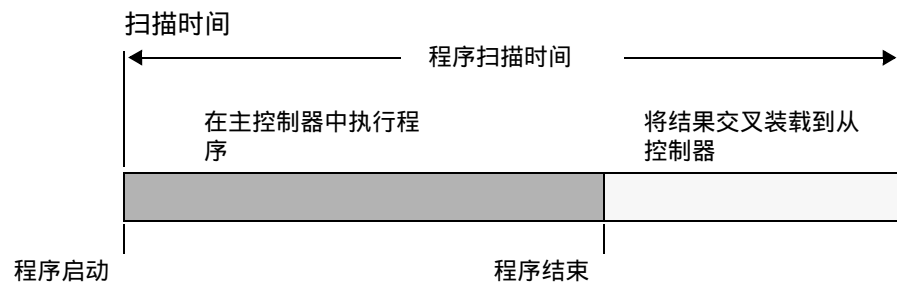 扫描时间
程序扫描时间
在主控制器中执行程
序
将结果交叉装载到从
控制器
程序启动
程序结束